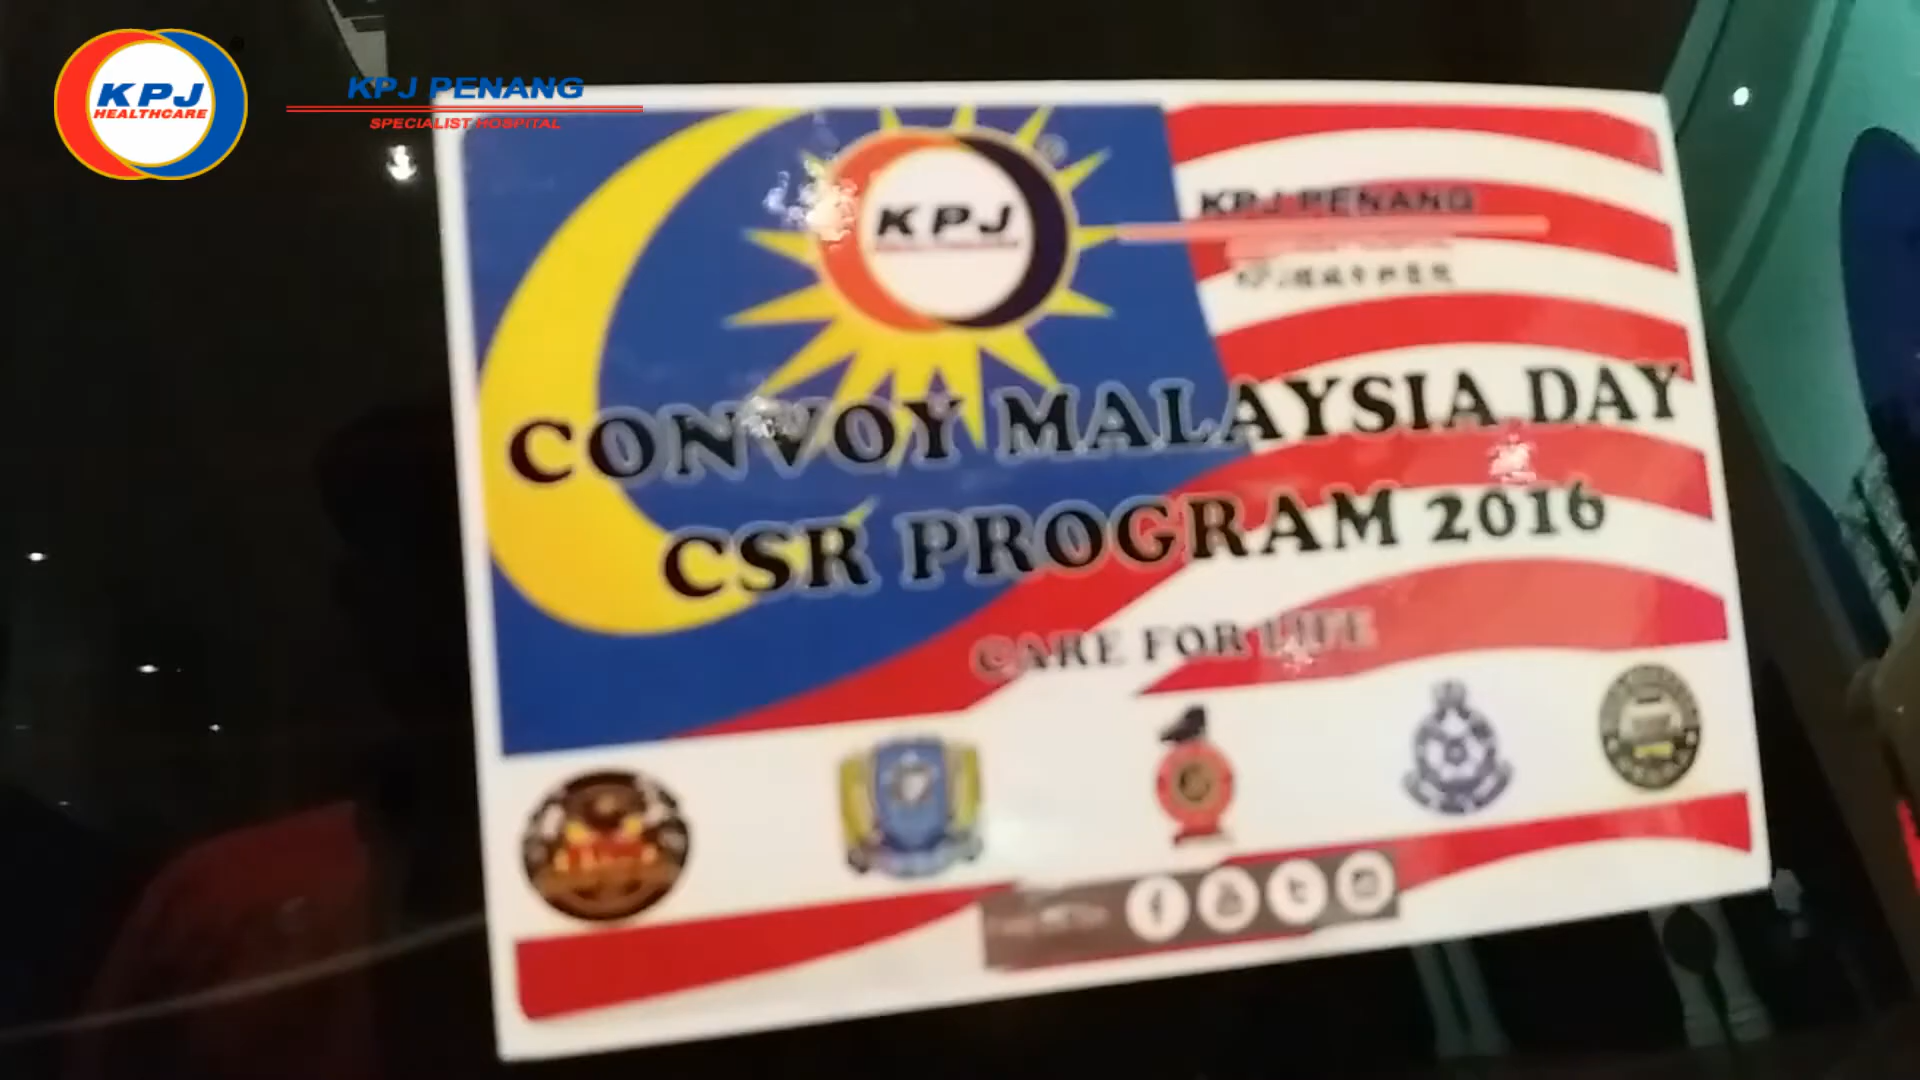 KPJ
HEALTHCARE
KPJ PENANG
SPECIALIST HOSPITAL
KPJ
KPJ PENANG
CONVOY MALAYSIA DAY
CSR PROGRAM 2016
CARE FOR LIFE